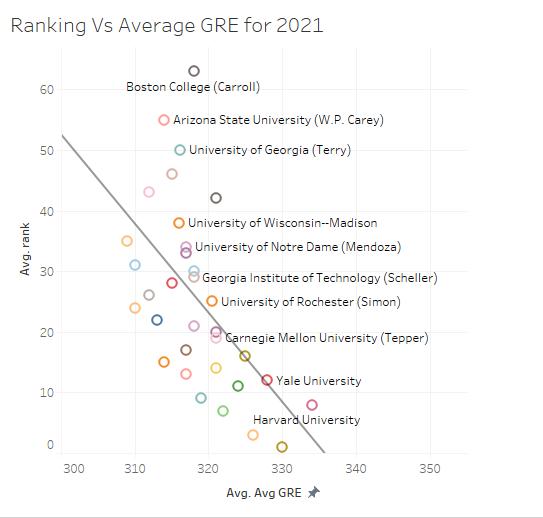 Ranking Vs Average GRE for 2021
60
Boston College (Carroll)
Arizona State University (W.P. Carey)
50
University of Georgia (Terry)
40
University of Wisconsin--Madison
University of Notre Dame (Mendoza)
Avg. rank
30
Georgia Institute of Technology (Scheller)
University of Rochester (Simon)
20
Carnegie Mellon University (Tepper)
Yale University
10
Harvard University
0
300 310 320 330 340 350
Avg. Avg GRE